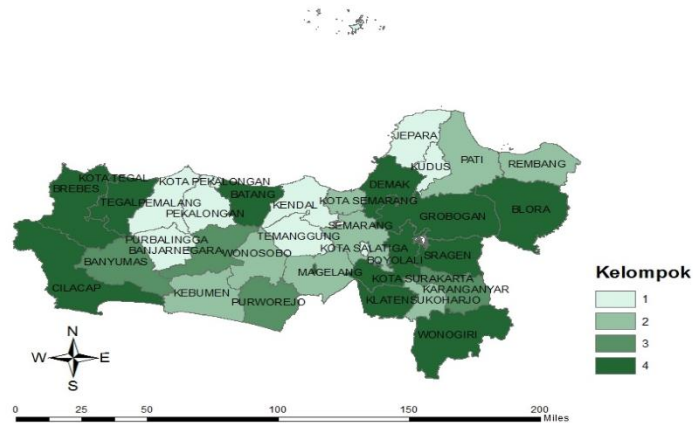 JEPARA
KUDUS
PATI
REMBANG
KOTA TEGAL
KOTA PEKALONGAN
BREBES
TEGAL
PEMALANG
BATANG
PEKALONGAN
KENDAL
DEMAK
KOTA SEMARANG
GROBOGAN
BLORA
SEMARANG
PURBALINGGA
TEMANGGUNG
BANJARNEGARA
WONOSOBO
KOTA SALATIGA
BANYUMAS
BOYOLALI
SRAGEN
MAGELANG
KOTA SURAKARTA
CILACAP
KEBUMEN
PURWOREJO
KLATEN
KARANGANYAR
SUKOHARJO
WONOGIRI
Kelompok
1
2
3
4
N
W
E
S
0 25 50 100 150 200
Miles